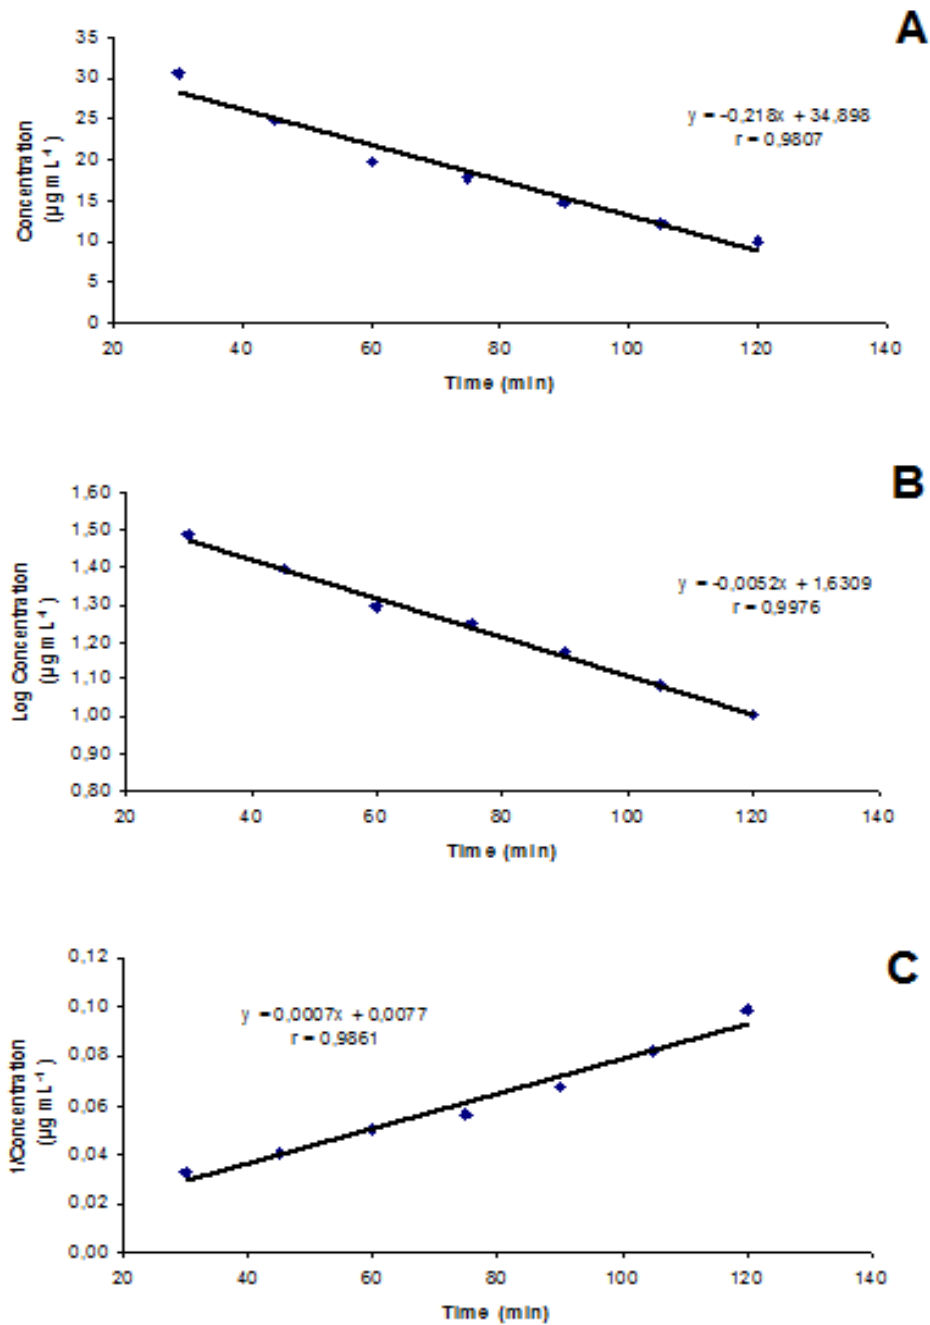 A
35
30
25
20
15
10
5
0
Concentration
(µg mL⁻¹)
y = -0,218x + 34,898
r = 0,9807
20 40 60 80 100 120 140
Time (min)
B
1,60
1,50
1,40
1,30
1,20
1,10
1,00
0,90
0,80
Log Concentration
(µg mL⁻¹)
y = -0,0052x + 1,6309
r = 0,9976
20 40 60 80 100 120 140
Time (min)
C
0,12
0,10
0,08
0,06
0,04
0,02
0,00
1/Concentration
(µg mL⁻¹)
y = 0,0007x + 0,0077
r = 0,9861
20 40 60 80 100 120 140
Time (min)